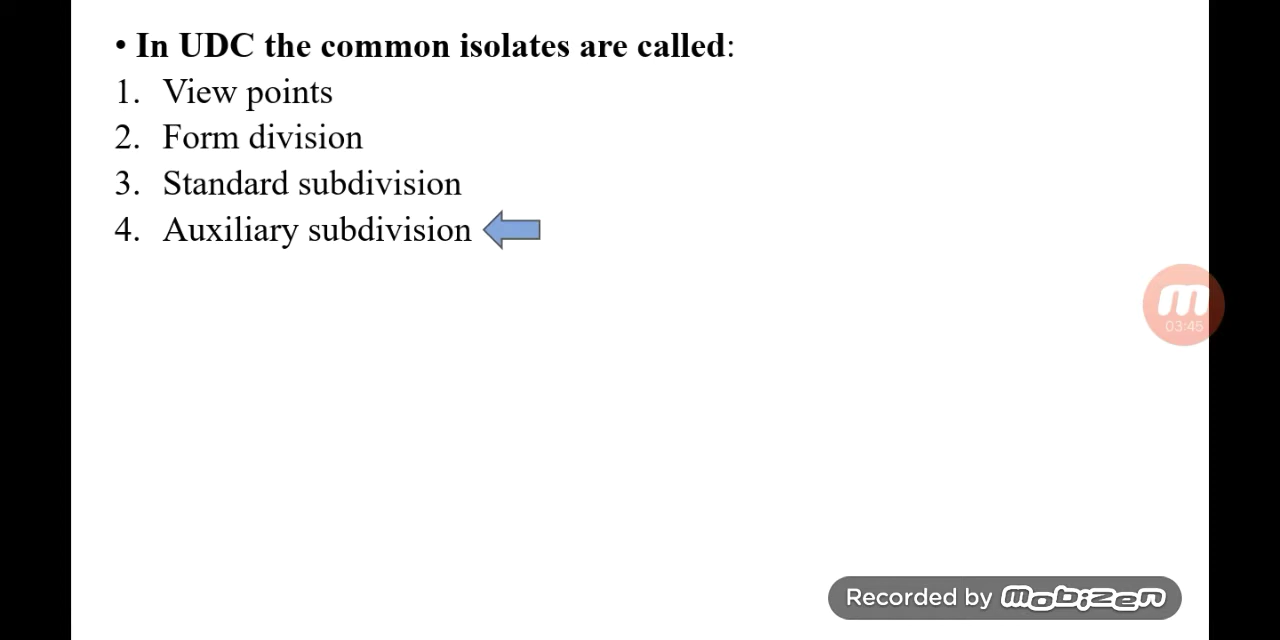 • In UDC the common isolates are called:
1. View points
2. Form division
3. Standard subdivision
4. Auxiliary subdivision
m
03:45
Recorded by mobizen